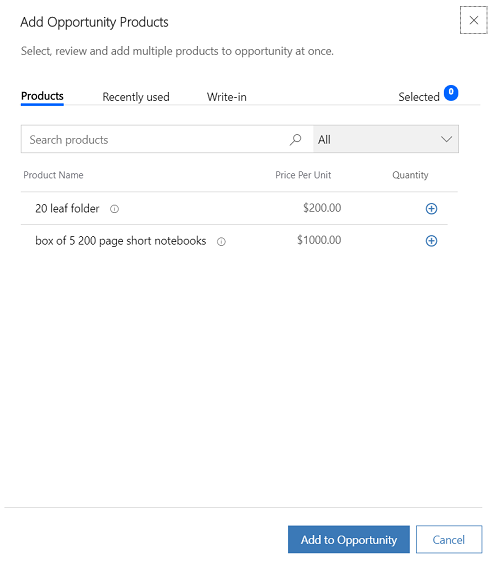 Add Opportunity Products
Select, review and add multiple products to opportunity at once.
Products Recently used Write-in Selected 0
Search products All
Product Name Price Per Unit Quantity
20 leaf folder $200.00
box of 5 200 page short notebooks $1000.00
Add to Opportunity Cancel